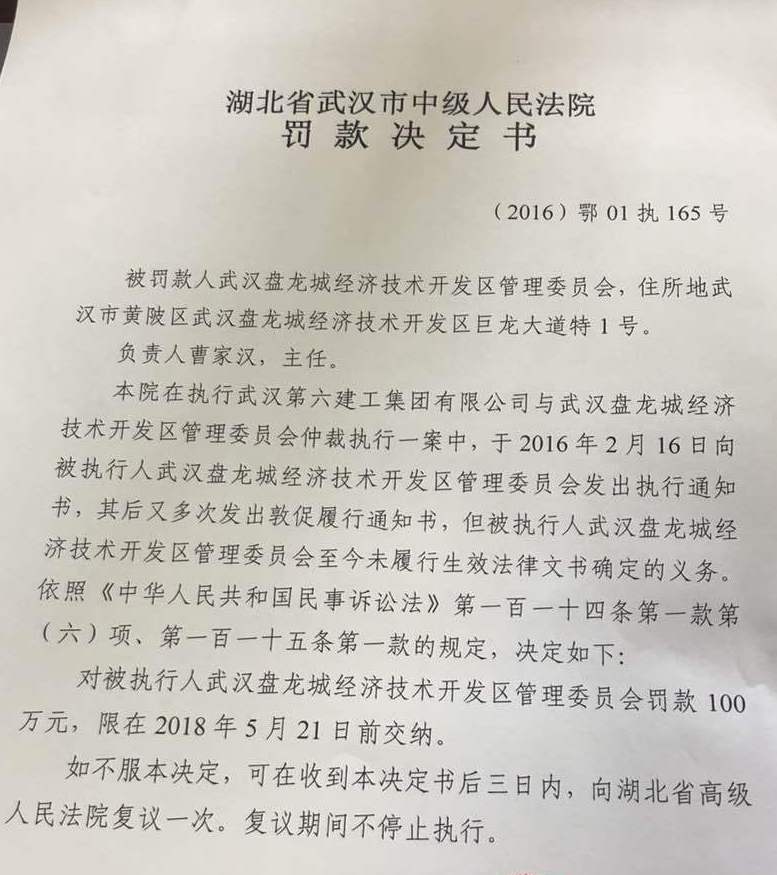 湖北省武汉市中级人民法院
罚款决定书
（2016）鄂01执165号
被罚款人武汉盘龙城经济技术开发区管理委员会，住所地武
汉市黄陂区武汉盘龙城经济技术开发区巨龙大道特1号。
负责人曹家汉，主任。
本院在执行武汉第六建工集团有限公司与武汉盘龙城经济
技术开发区管理委员会仲裁执行一案中，于2016年2月16日向
被执行人武汉盘龙城经济技术开发区管理委员会发出执行通知
书，其后又多次发出敦促履行通知书，但被执行人武汉盘龙城经
济技术开发区管理委员会至今未履行生效法律文书确定的义务。
依照《中华人民共和国民事诉讼法》第一百一十四条第一款第
（六）项、第一百一十五条第一款的规定，决定如下：
对被执行人武汉盘龙城经济技术开发区管理委员会罚款100
万元，限在2018年5月21日前交纳。
如不服本决定，可在收到本决定书后三日内，向湖北省高级
人民法院复议一次。复议期间不停止执行。